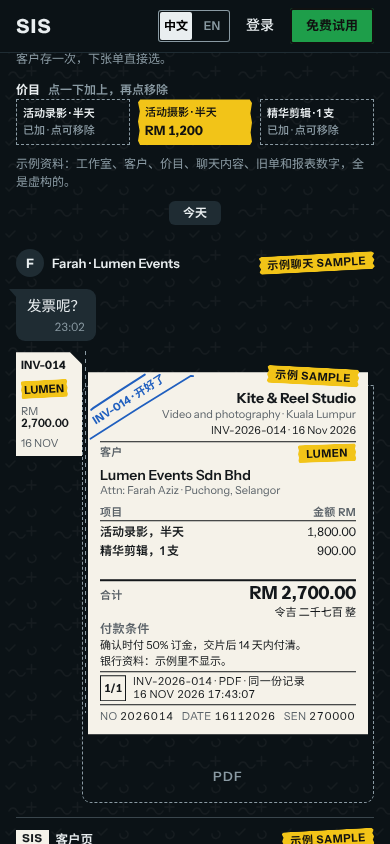 SIS
中文
EN
登录
免费试用
客户存一次，下张单直接选。
价目 点一下加上，再点移除
活动录影·半天
已加·点可移除
活动摄影·半天
RM 1,200
精华剪辑·1支
已加·点可移除
示例资料：工作室、客户、价目、聊天内容、旧单和报表数字，全
是虚构的。
今天
F
Farah · Lumen Events
示例聊天 SAMPLE
发票呢？
23:02
INV-014
LUMEN
RM
2,700.00
16 NOV
INV-014 · 开好了
示例 SAMPLE
Kite & Reel Studio
Video and photography · Kuala Lumpur
INV-2026-014 · 16 Nov 2026
客户
LUMEN
Lumen Events Sdn Bhd
Attn: Farah Aziz · Puchong, Selangor
项目 金额 RM
活动录影，半天 1,800.00
精华剪辑，1支 900.00
合计 RM 2,700.00
令吉 二千七百 整
付款条件
确认时付 50% 订金，交片后 14 天内付清。
银行资料：示例里不显示。
1/1
INV-2026-014 · PDF · 同一份记录
16 NOV 2026 17:43:07
NO 2026014 DATE 16112026 SEN 270000
PDF
SIS 客户页
示例 SAMPLE